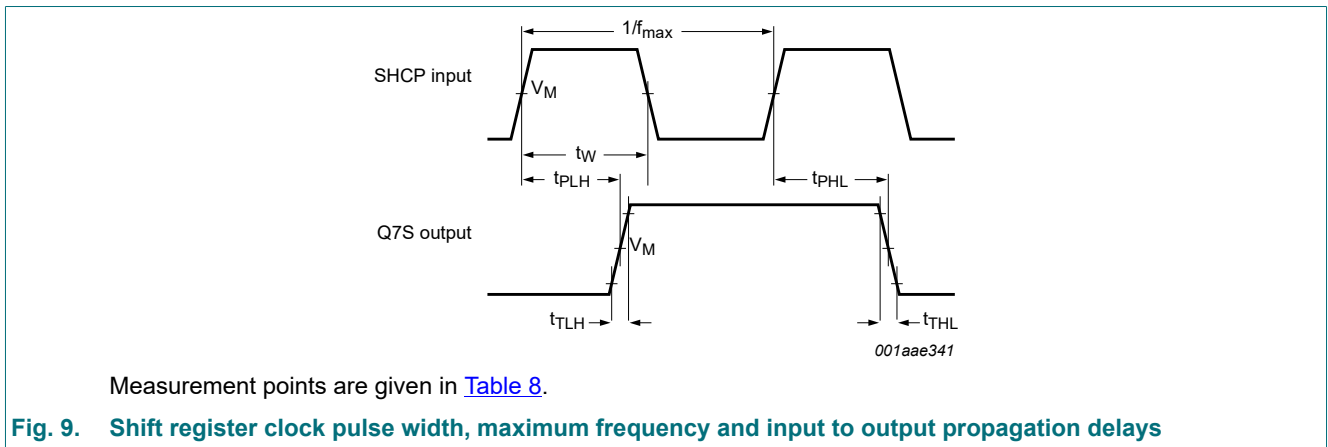 1/fmax
SHCP input
VM
tW
tPLH
tPHL
Q7S output
VM
tTLH
tTHL
001aae341
Measurement points are given in Table 8.
Fig. 9. Shift register clock pulse width, maximum frequency and input to output propagation delays